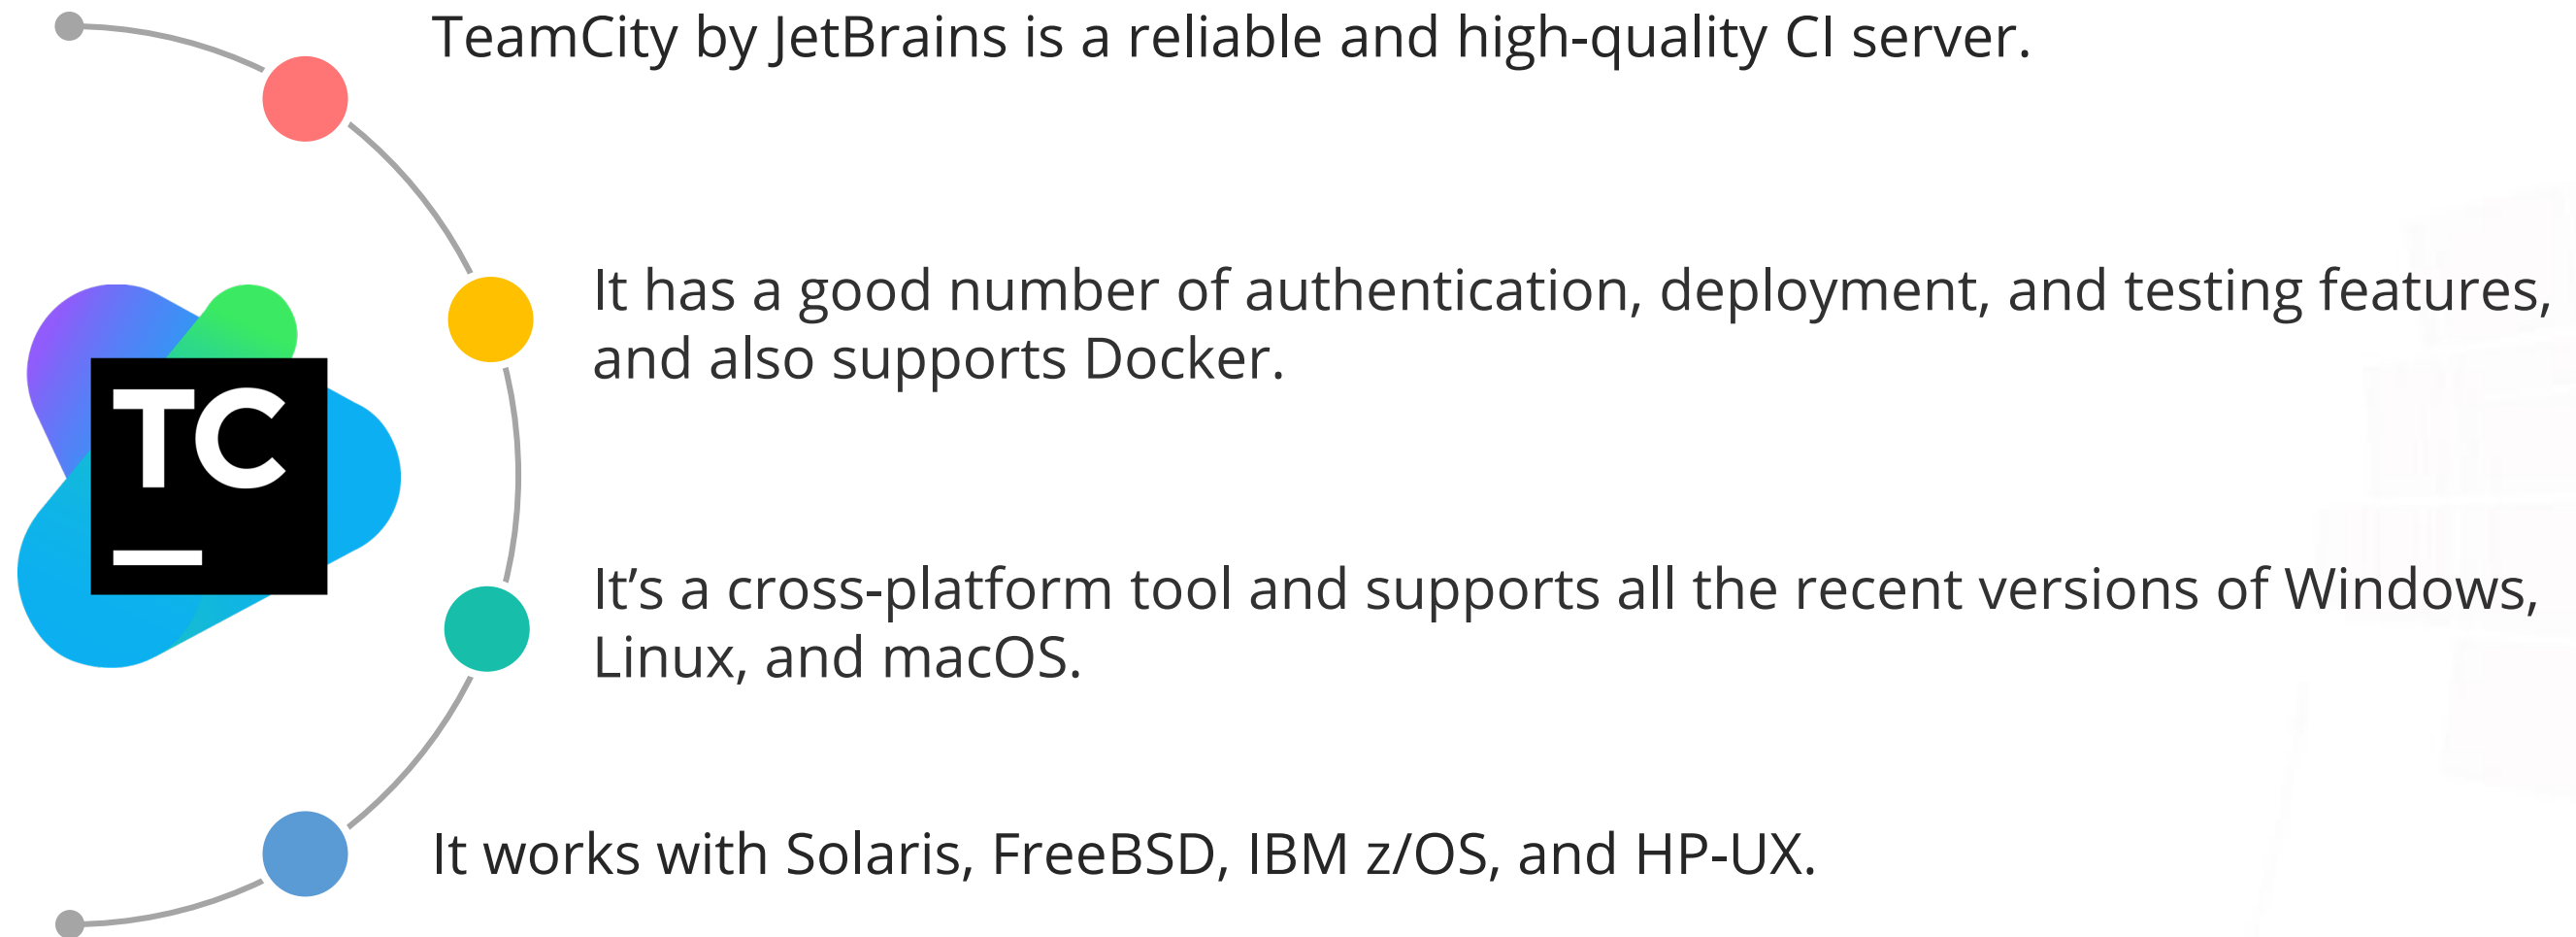 TeamCity by JetBrains is a reliable and high-quality CI server.
It has a good number of authentication, deployment, and testing features,
and also supports Docker.
TC
It’s a cross-platform tool and supports all the recent versions of Windows,
Linux, and macOS.
It works with Solaris, FreeBSD, IBM z/OS, and HP-UX.